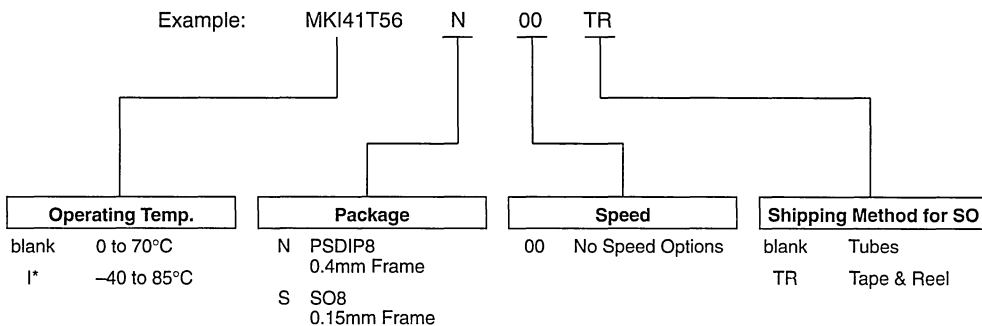 Example: MKI41T56 N 00 TR
Operating Temp.
blank 0 to 70°C
I* –40 to 85°C
Package
N PSDIP8
0.4mm Frame
S SO8
0.15mm Frame
Speed
00 No Speed Options
Shipping Method for SO
blank Tubes
TR Tape & Reel